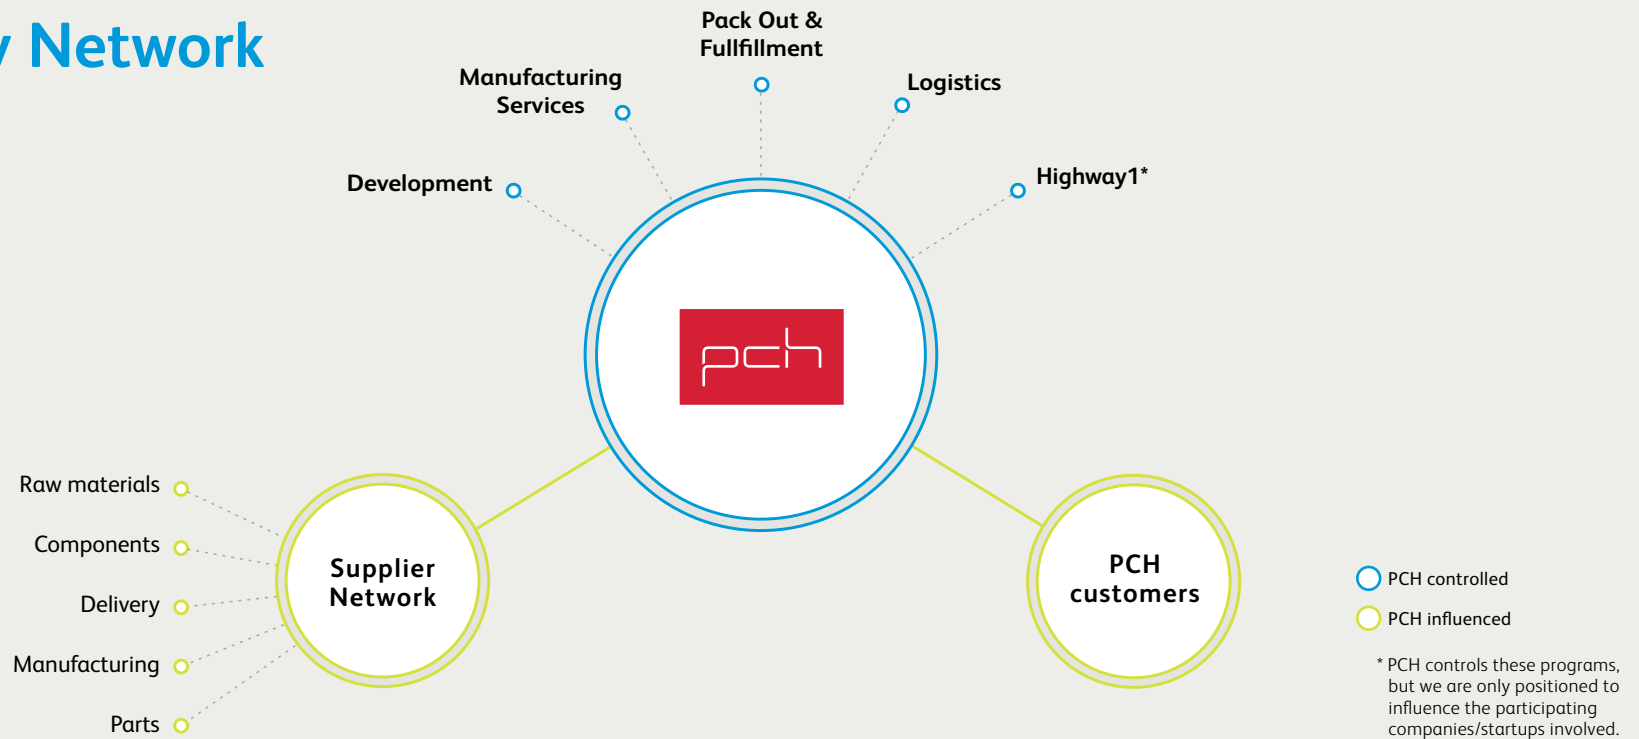 y Network
Pack Out &
Fullfillment
Manufacturing
Services
Logistics
Development
Highway1*
pch
Raw materials
Components
Delivery
Manufacturing
Parts
Supplier
Network
PCH
customers
PCH controlled
PCH influenced
* PCH controls these programs,
but we are only positioned to
influence the participating
companies/startups involved.